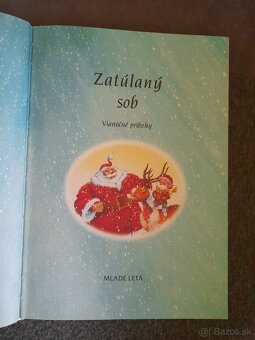 Zatúlaný
sob
Vianočné príbehy
MLADÉ LETÁ
Bazos.sk